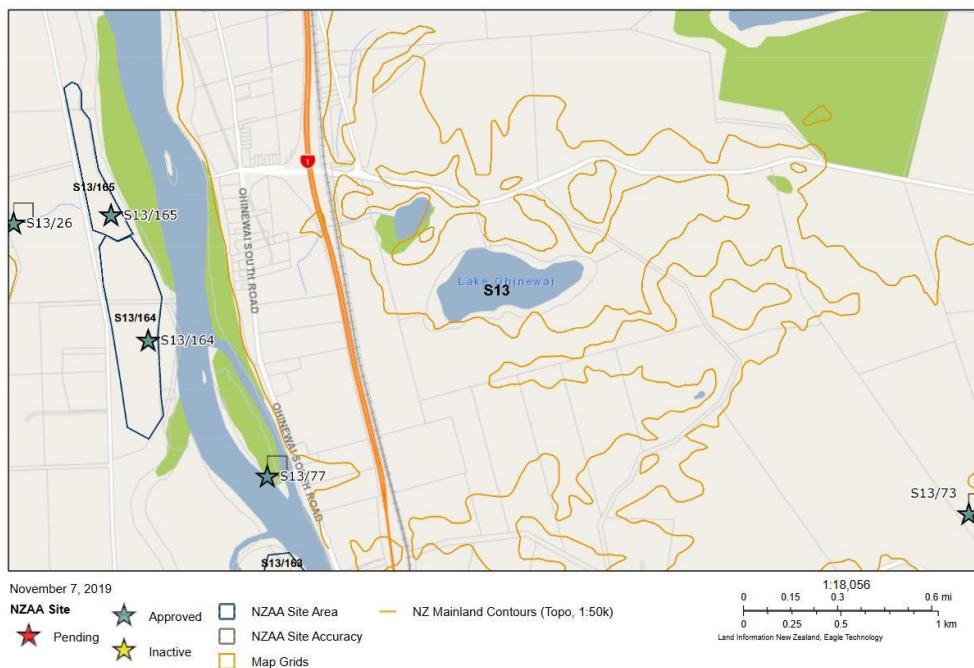 S13/165
S13/165
S13/26
1
OHINEWAI SOUTH ROAD
Lake Ohinewai
S13
S13/164
S13/164
OHINEWAI SOUTH ROAD
S13/77
S13/73
S13/163
November 7, 2019
NZAA Site
Pending
Approved
Inactive
NZAA Site Area
NZAA Site Accuracy
Map Grids
NZ Mainland Contours (Topo, 1:50k)
1:18,056
0 0.15 0.3 0.6 mi
0 0.25 0.5 1 km
Land Information New Zealand, Eagle Technology